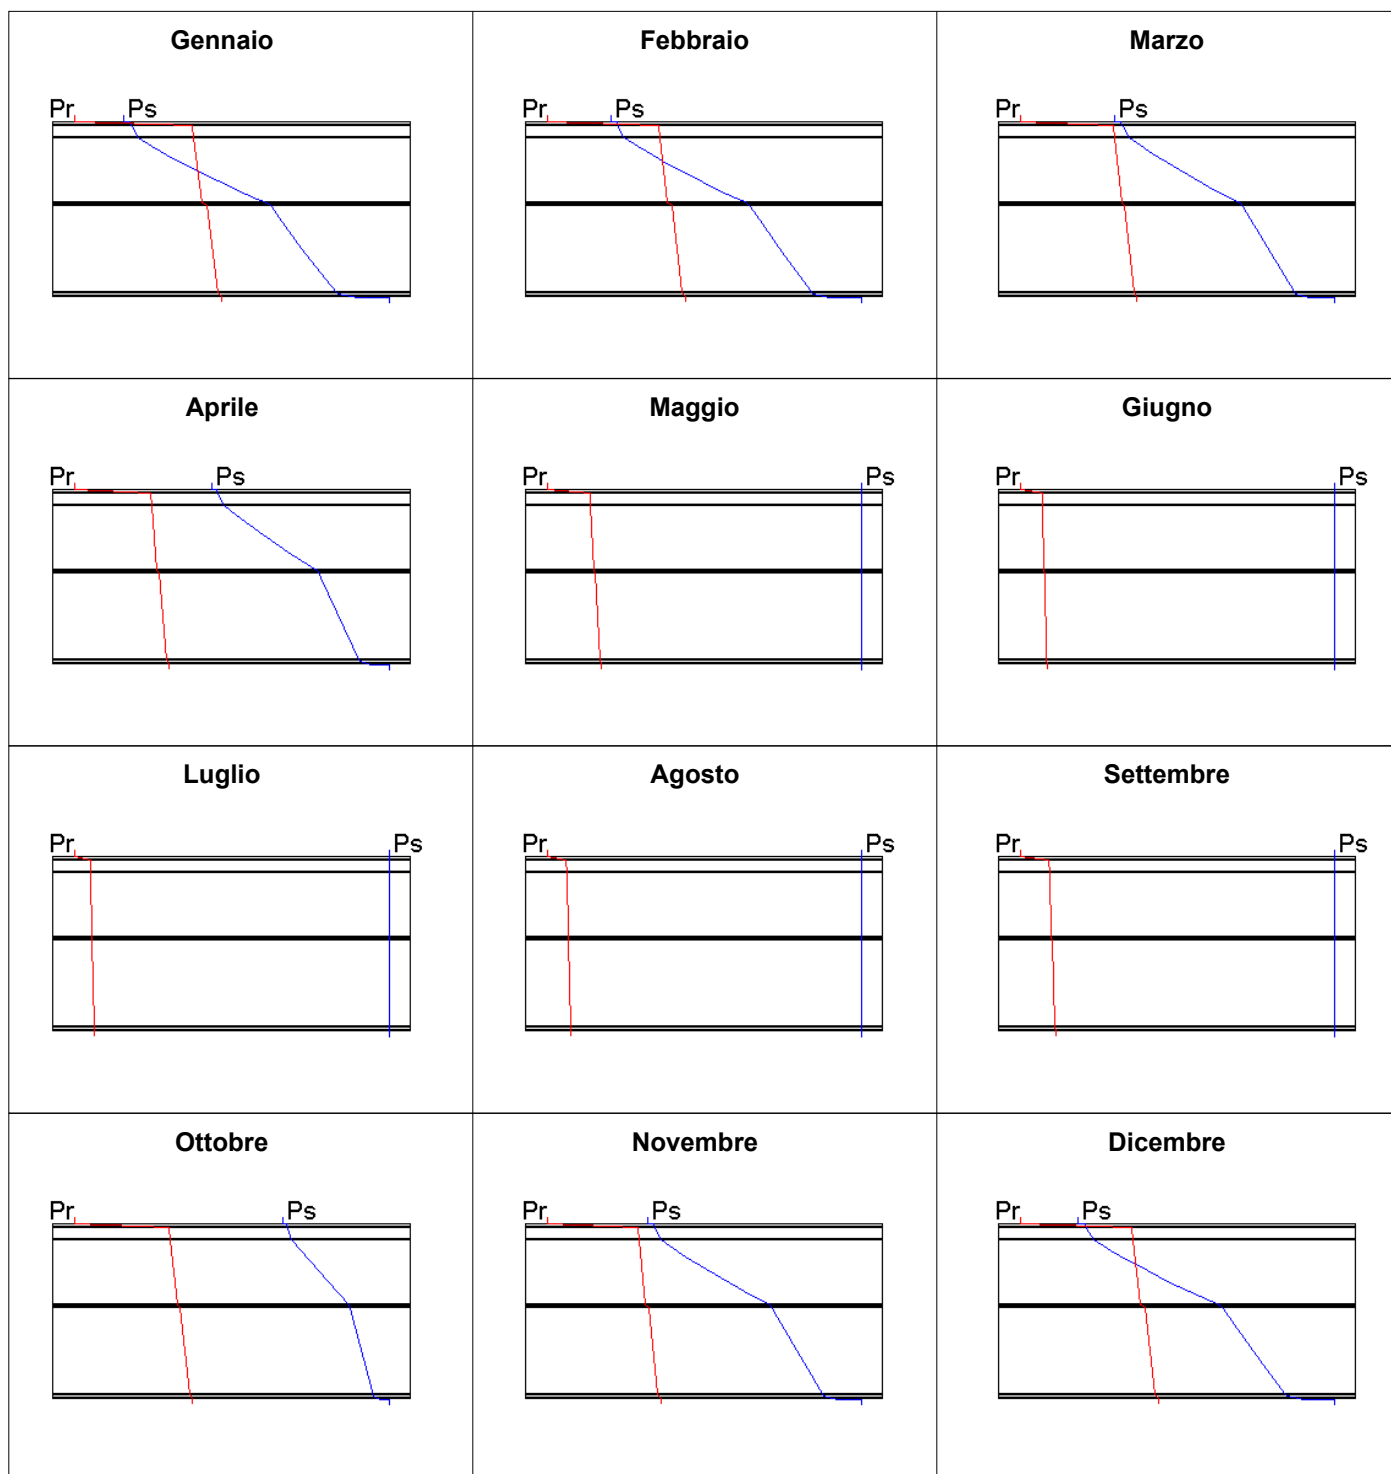 Gennaio Febbraio Marzo
Pr Ps Pr Ps Pr Ps
Aprile Maggio Giugno
Pr Ps Pr Ps Pr Ps
Luglio Agosto Settembre
Pr Ps Pr Ps Pr Ps
Ottobre Novembre Dicembre
Pr Ps Pr Ps Pr Ps